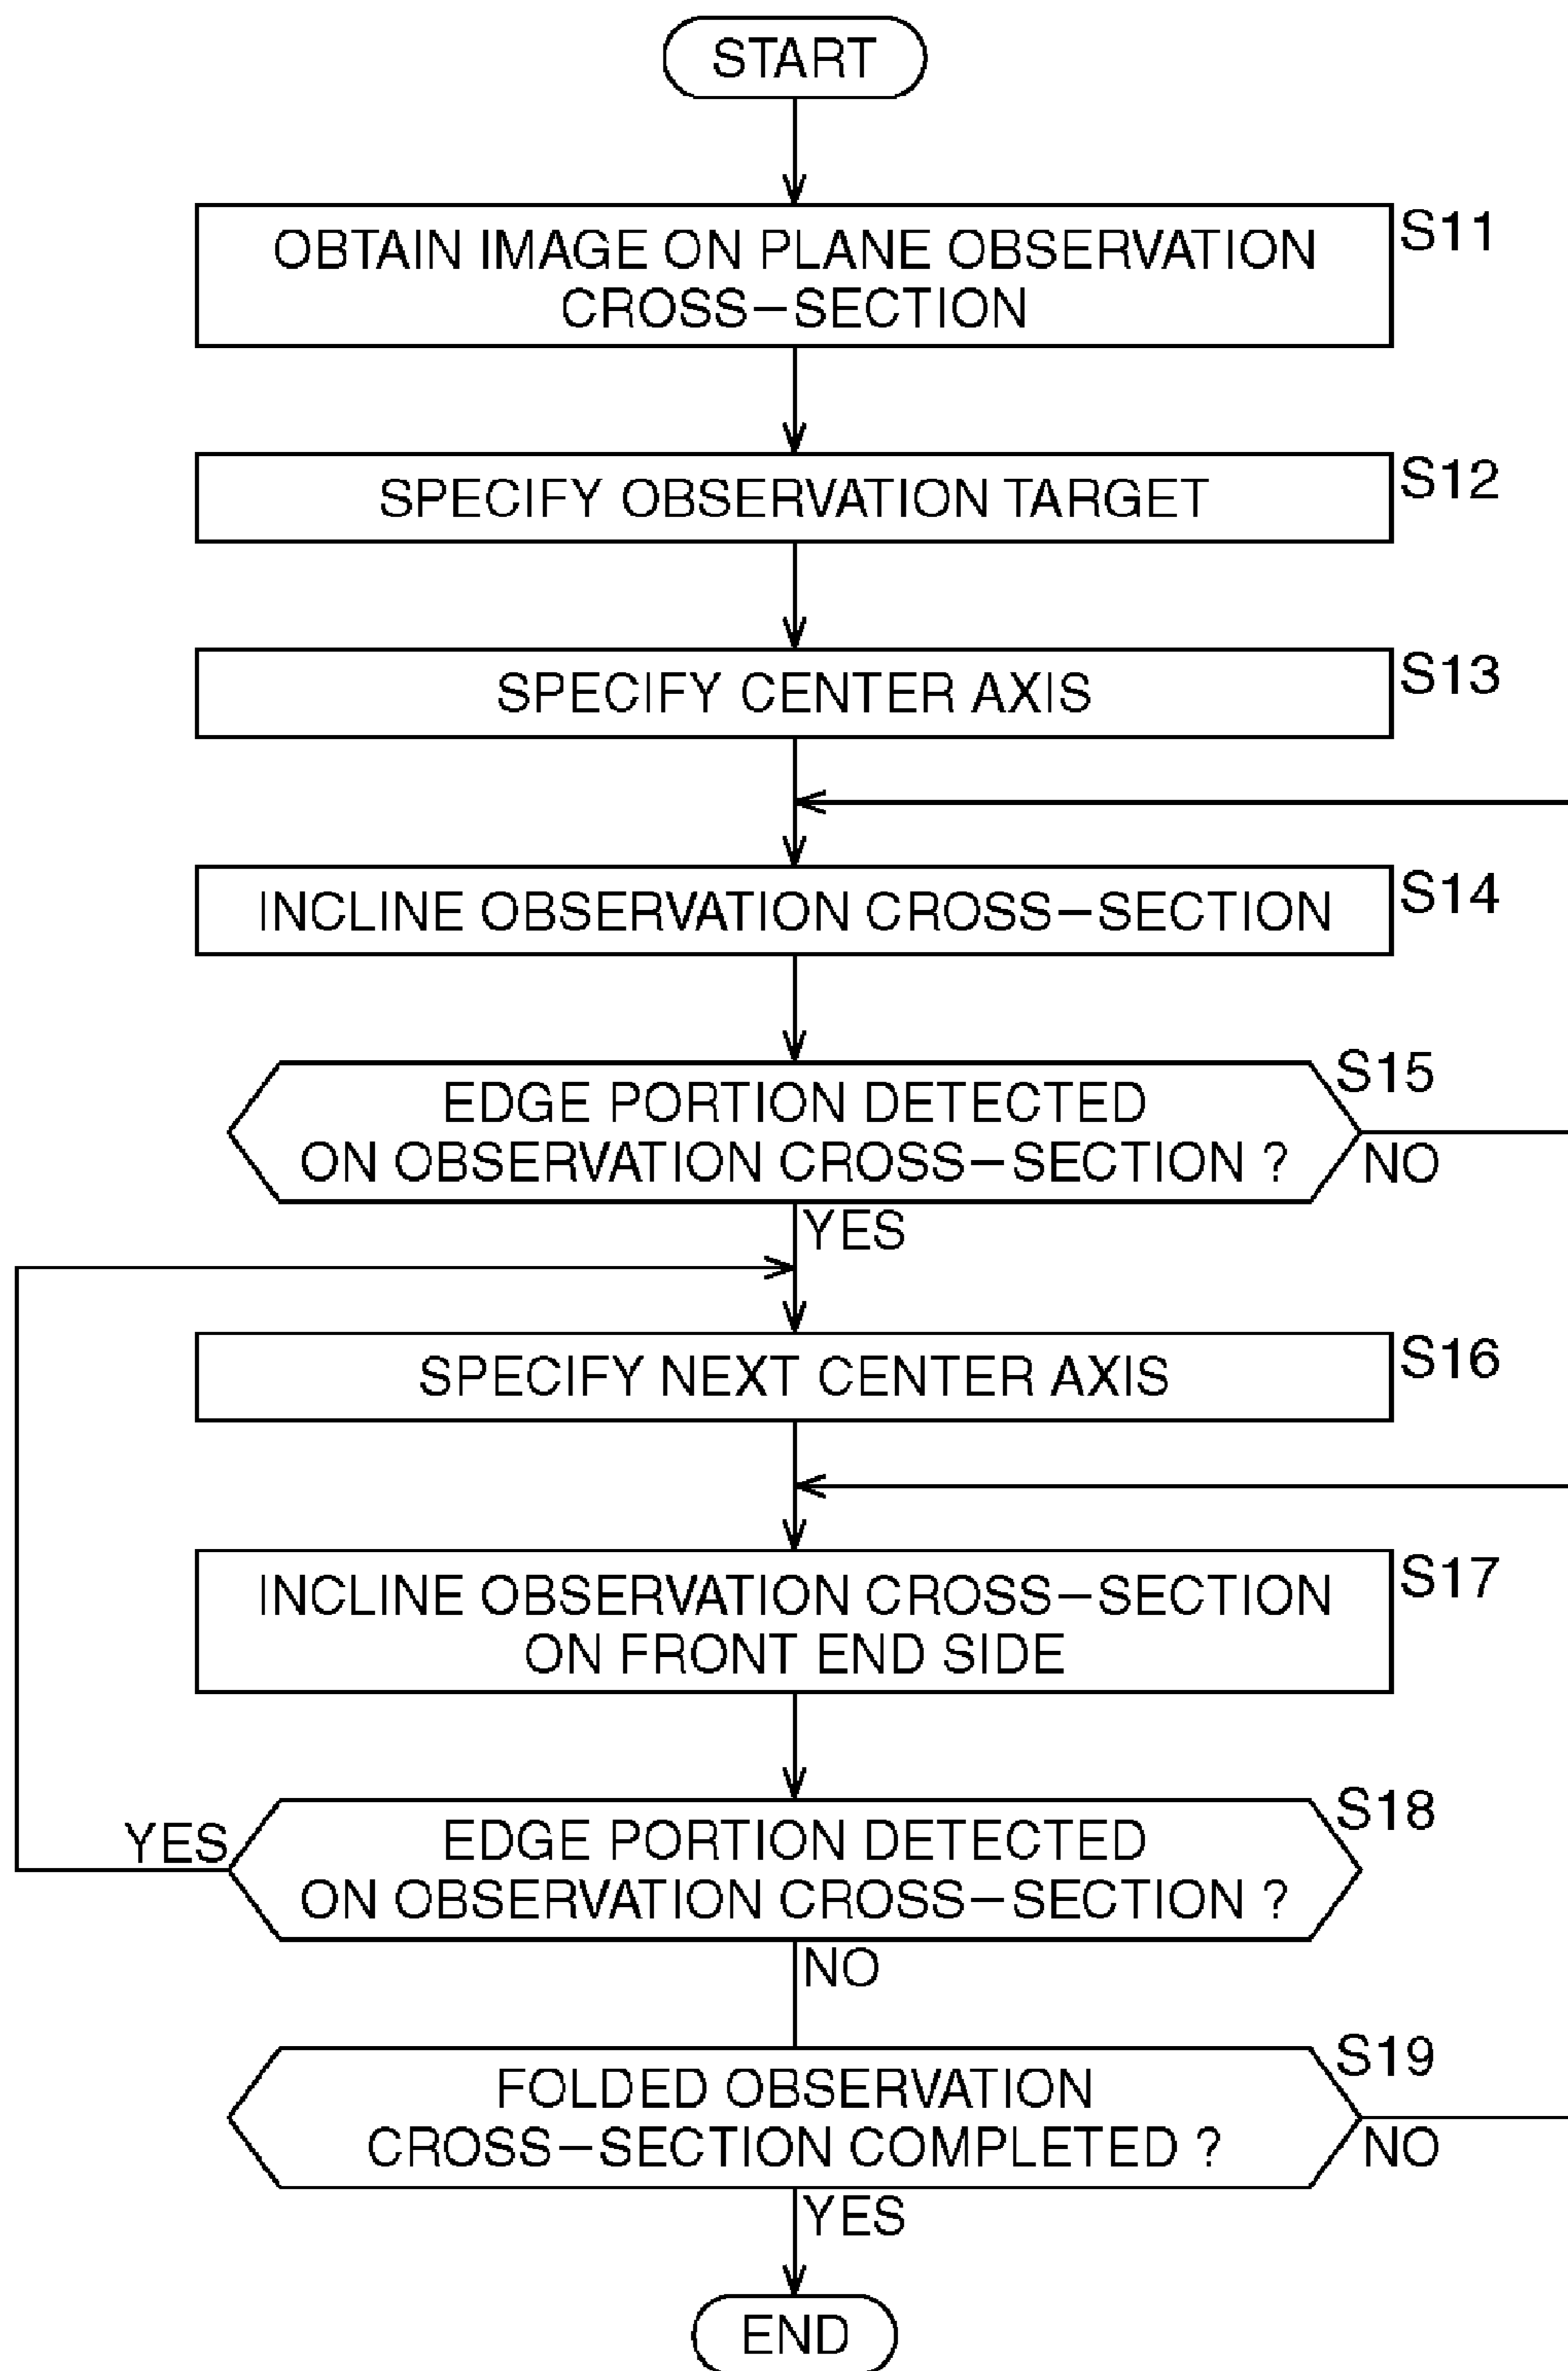 START
S11
OBTAIN IMAGE ON PLANE OBSERVATION
CROSS-SECTION
S12
SPECIFY OBSERVATION TARGET
S13
SPECIFY CENTER AXIS
S14
INCLINE OBSERVATION CROSS-SECTION
S15
EDGE PORTION DETECTED
ON OBSERVATION CROSS-SECTION ?
NO
YES
S16
SPECIFY NEXT CENTER AXIS
S17
INCLINE OBSERVATION CROSS-SECTION
ON FRONT END SIDE
S18
YES
EDGE PORTION DETECTED
ON OBSERVATION CROSS-SECTION ?
NO
S19
FOLDED OBSERVATION
CROSS-SECTION COMPLETED ?
NO
YES
END